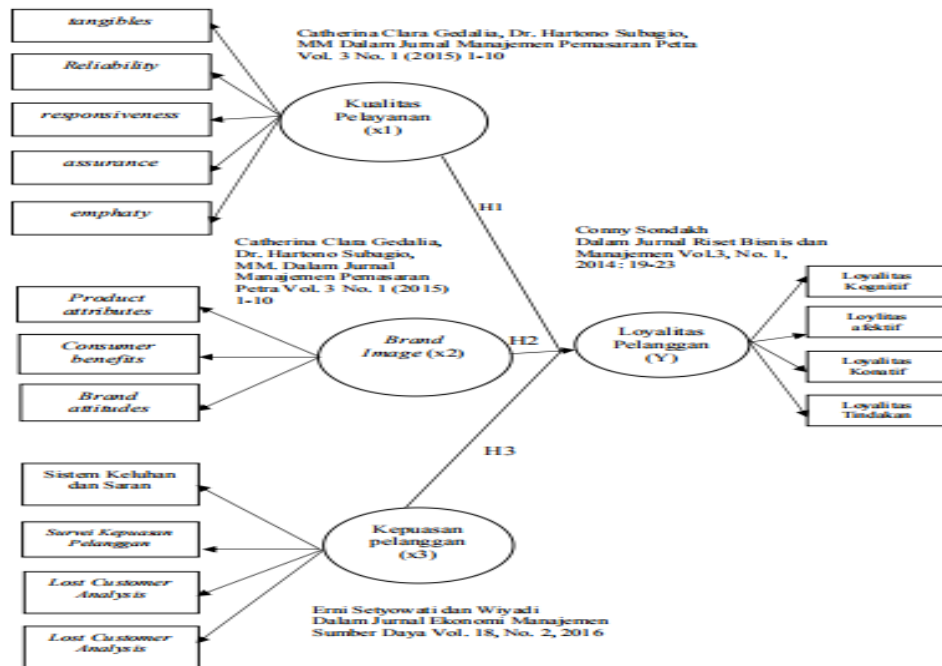 tangibles
Reliability
responsiveness
assurance
emphaty
Catherina Clara Gedalia, Dr. Hartono Subagio,
MM Dalam Jurnal Manajemen Pemasaran Petra
Vol. 3 No. 1 (2015) 1-10
Kualitas
Pelayanan
(x1)
H1
Catherina Clara Gedalia,
Dr. Hartono Subagio,
MM. Dalam Jurnal
Manajemen Pemasaran
Petra Vol. 3 No. 1 (2015)
1-10
Conny Sondakh
Dalam Jurnal Riset Bisnis dan
Manajemen Vol.3, No. 1,
2014: 19-23
Product
attributes
Consumer
benefits
Brand
attitudes
Brand
Image (x2)
H2
Loyalitas
Pelanggan
(Y)
Loyalitas
Kognitif
Loylitas
afektif
Loyalitas
Konatif
Loyalitas
Tindakan
H3
Sistem Keluhan
dan Saran
Survei Kepuasan
Pelanggan
Lost Customer
Analysis
Lost Customer
Analysis
Kepuasan
pelanggan
(x3)
Erni Setyowati dan Wiyadi
Dalam Jurnal Ekonomi Manajemen
Sumber Daya Vol. 18, No. 2, 2016